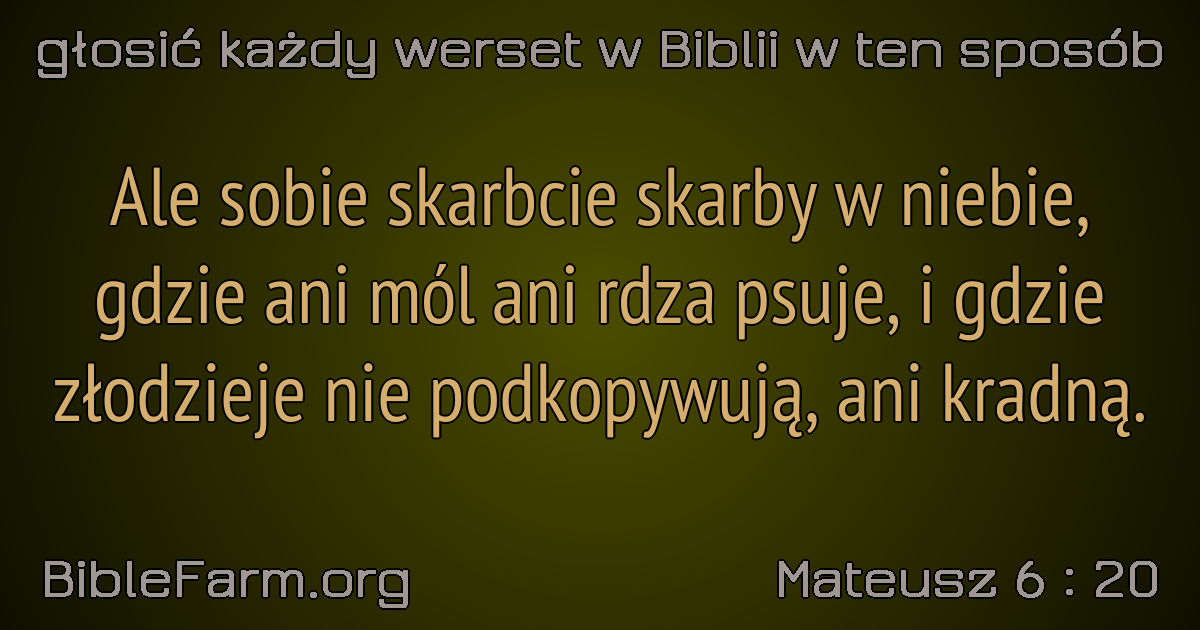 głosić każdy werset w Biblii w ten sposób
Ale sobie skarbcie skarby w niebie,
gdzie ani mól ani rdza psuje, i gdzie
złodzieje nie podkopywują, ani kradną.
BibleFarm.org
Mateusz 6 : 20